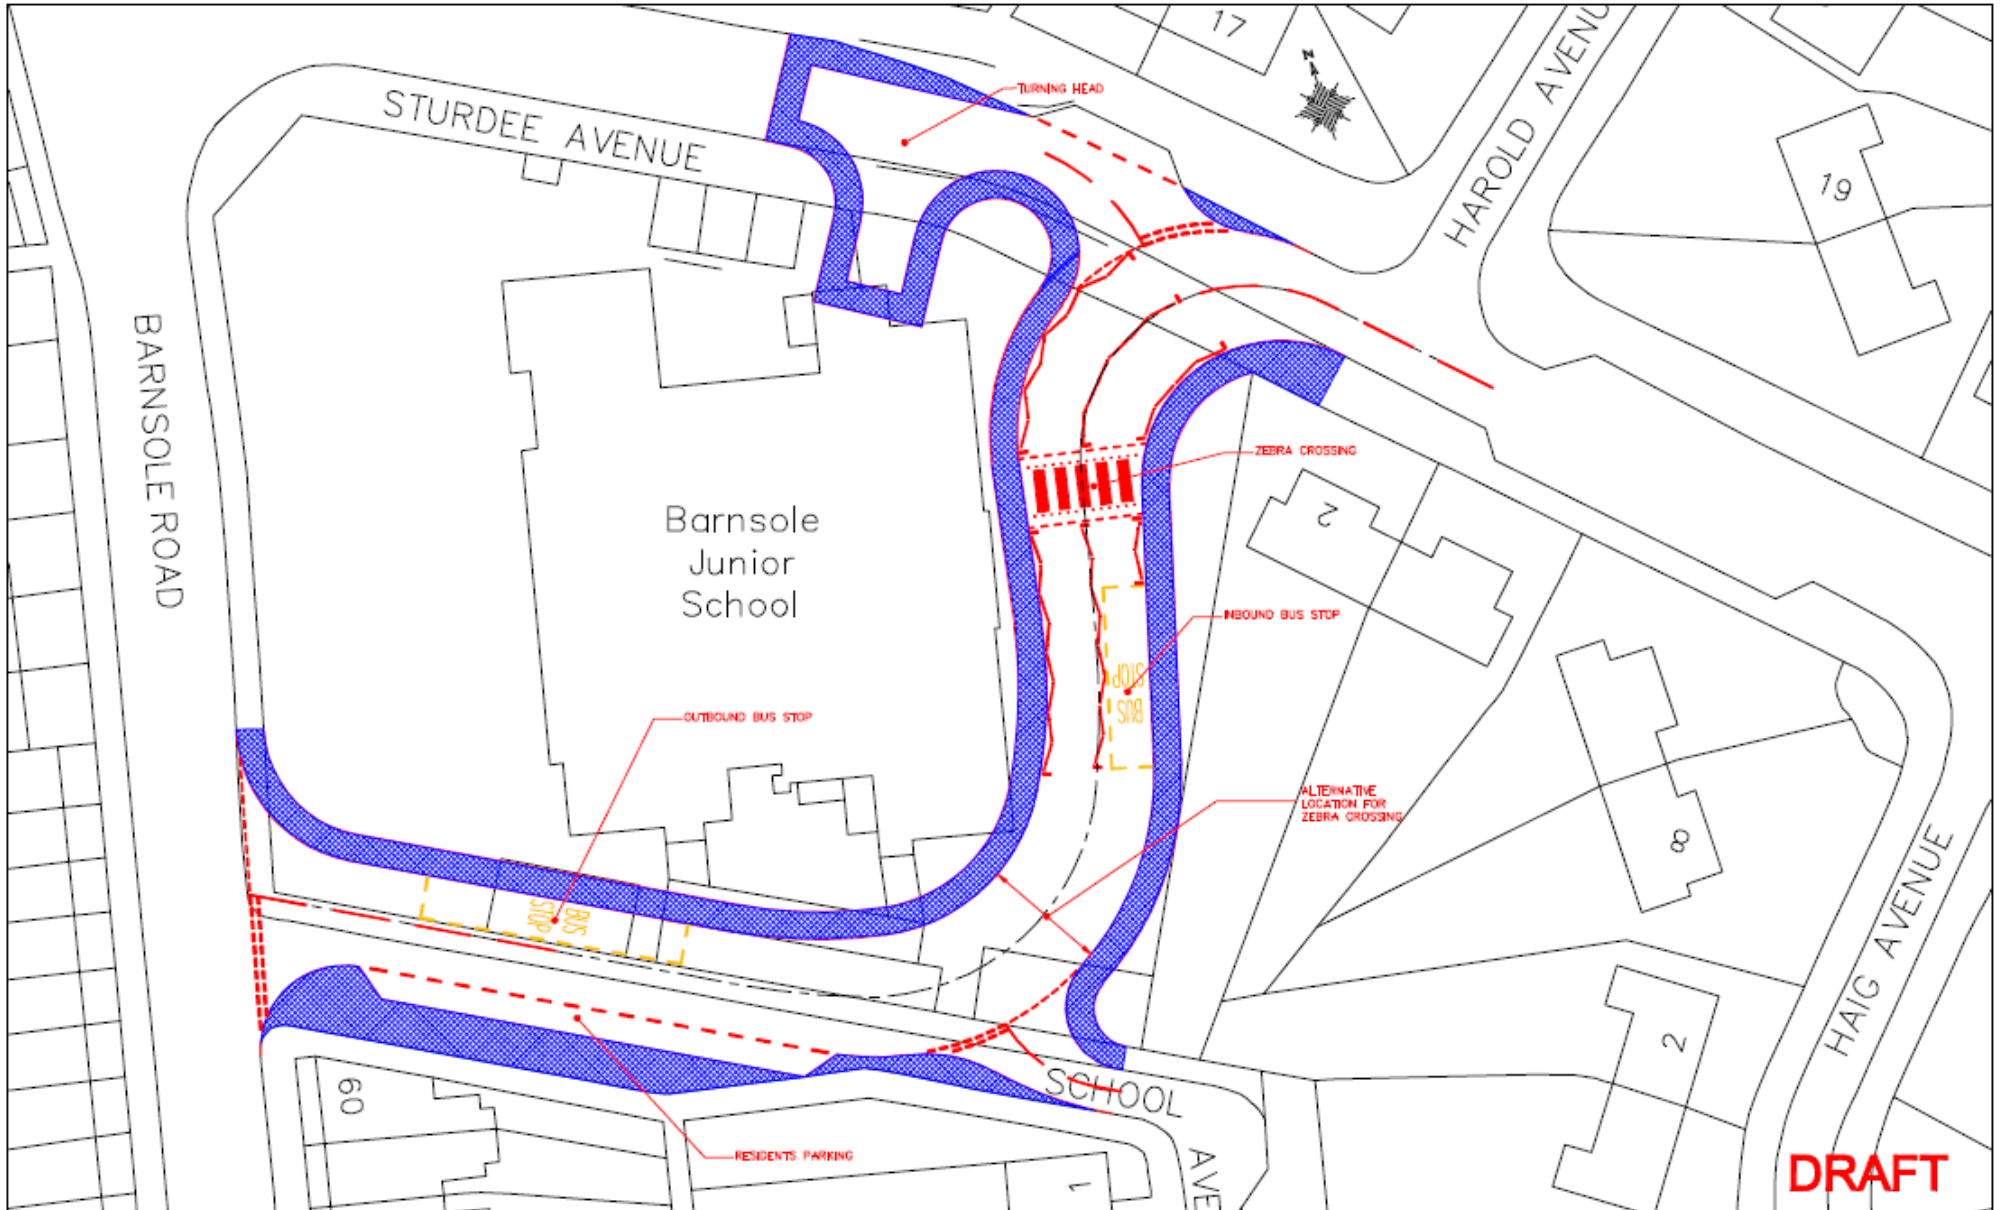 17
N
TURNING HEAD
STURDEE AVENUE
HAROLD AVENU
19
BARNSOLE ROAD
ZEBRA CROSSING
2
Barnsole
Junior
School
INBOUND BUS STOP
BUS
STOP
OUTBOUND BUS STOP
ALTERNATIVE
LOCATION FOR
ZEBRA CROSSING
8
BUS
STOP
HAIG AVENUE
2
60
SCHOOL
AVE
RESIDENTS PARKING
1
DRAFT